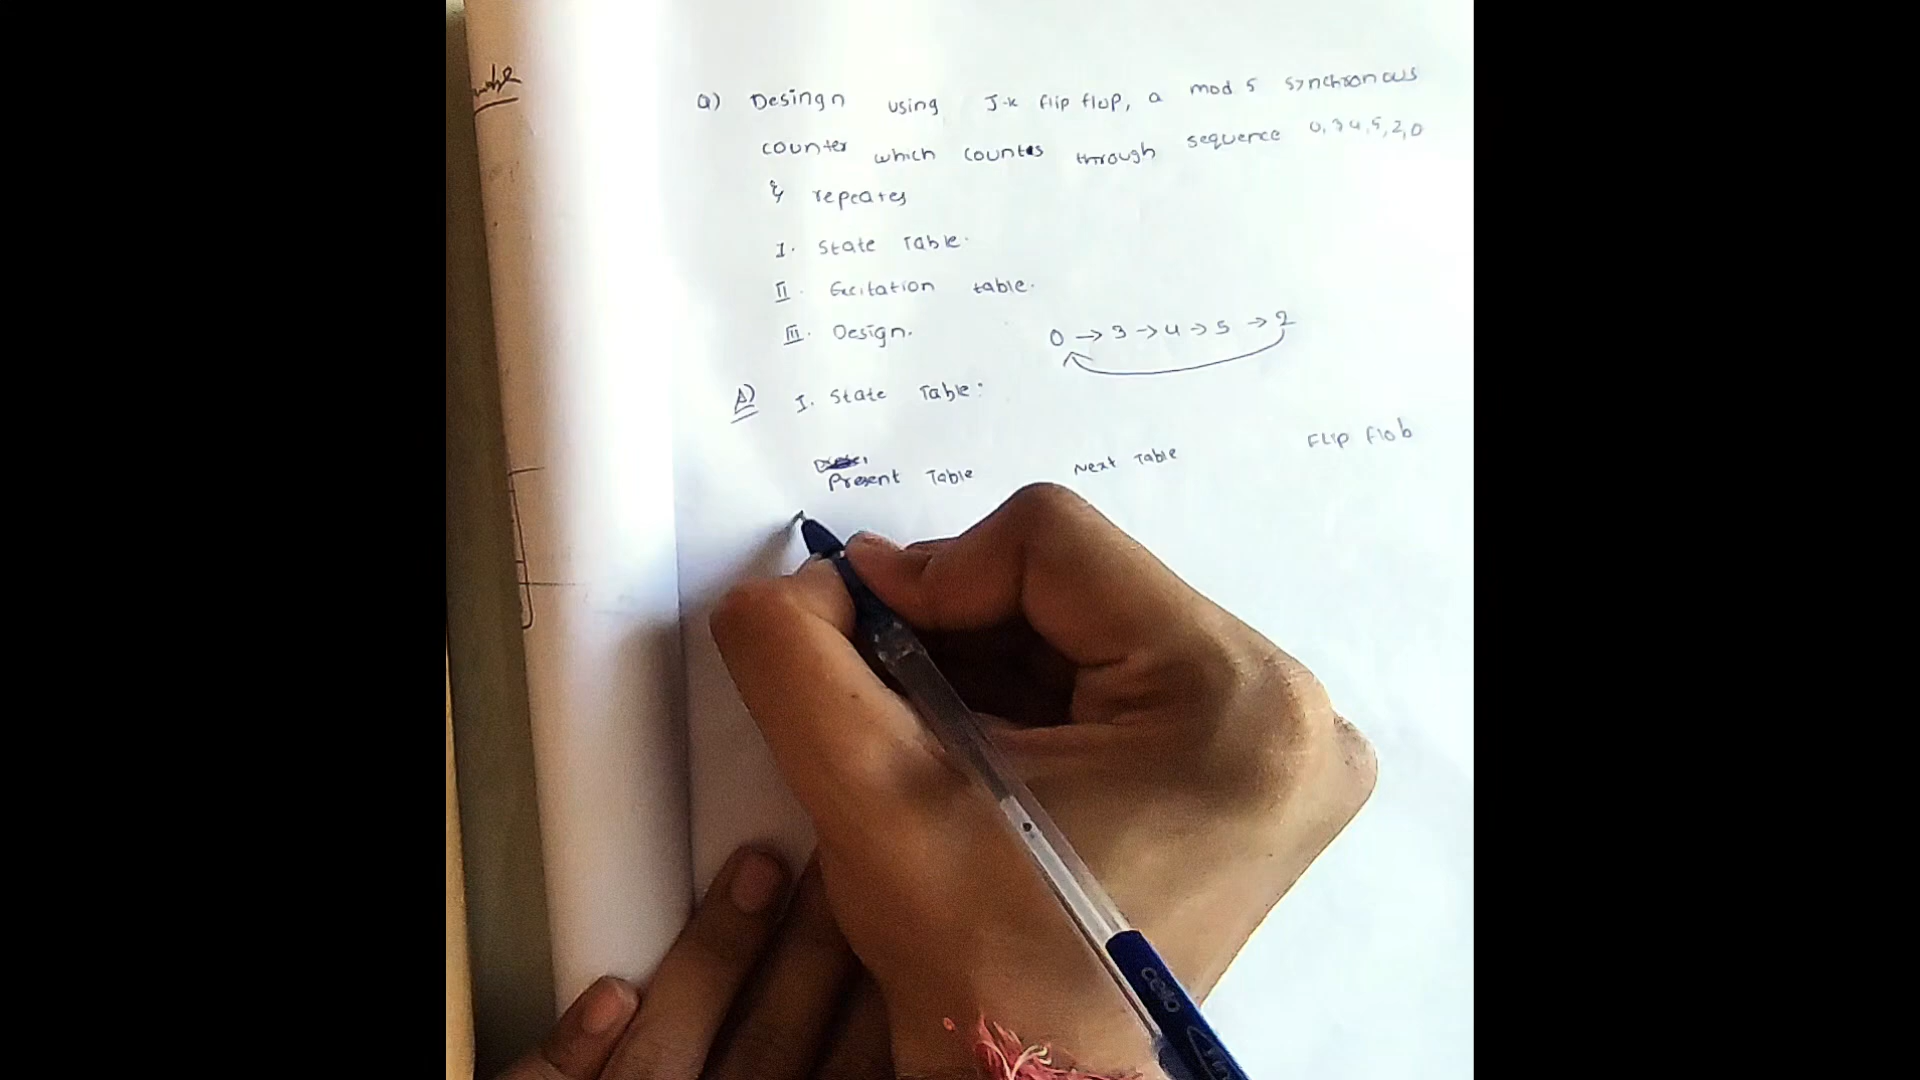 Q) Desingn using J-K flip flop, a mod 5 synchronous
counter which countes through sequence 0, 3 4, 5, 2, 0
& repeates
I. State Table.
II. Excitation table.
III. Design.
0 → 3 → 4 → 5 → 2
A) I. State Table:
Present Table Next Table Flip flob
cello